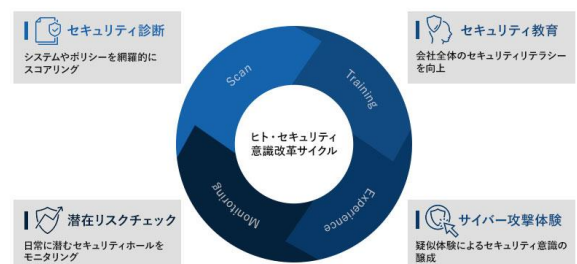 セキュリティ診断
システムやポリシーを網羅的に
スコアリング
セキュリティ教育
会社全体のセキュリティリテラシー
を向上
Scan
Training
ヒト・セキュリティ
意識改革サイクル
Monitoring
Experience
潜在リスクチェック
日常に潜むセキュリティホールを
モニタリング
サイバー攻撃体験
疑似体験によるセキュリティ意識の
醸成